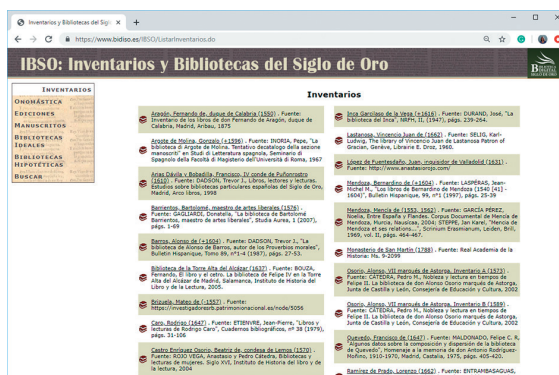 Inventarios y Bibliotecas del Siglo
https://www.bidiso.es/IBSO/ListarInventarios.do
IBSO: Inventarios y Bibliotecas del Siglo de Oro
INVENTARIOS
ONOMÁSTICA
EDICIONES
MANUSCRITOS
BIBLIOTECAS
IDEALES
BIBLIOTECAS
HIPOTÉTICAS
BUSCAR
Inventarios
Aragón, Fernando de, duque de Calabria (1550) . Fuente:
Inventario de los libros de don Fernando de Aragón, duque de
Calabria, Madrid, Aribau, 1875
Argote de Molina, Gonzalo (+1596) . Fuente: INORIA, Pepe, "La
biblioteca di Argote de Molina. Tentativo decatalogo della sezione
manoscritti" en Studi di Letteratura spagnola, Seminario di
Spagnolo della Facoltà di Magisterio dell'Università di Roma, 1967
Arias Dávila y Bobadilla, Francisco, IV conde de Puñonrostro
(1610) . Fuente: DADSON, Trevor J., Libros, lectores y lecturas.
Estudios sobre bibliotecas particulares españolas del Siglo de Oro,
Madrid, Arco libros, 1998
Barrientos, Bartolomé, maestro de artes liberales (1576) .
Fuente: GAGLIARDI, Donatella, "La biblioteca de Bartolomé
Barrientos, maestro de artes liberales", Studia Aurea, 1 (2007),
págs. 1-69
Barros, Alonso de (+1604) . Fuente: DADSON, Trevor J., "La
biblioteca de Alonso de Barros, autor de los Proverbios morales",
Bulletin Hispanique, Tomo 89, nº1-4 (1987), págs. 27-53.
Biblioteca de la Torre Alta del Alcázar (1637) . Fuente: BOUZA,
Fernando, El libro y el cetro. La biblioteca de Felipe IV en la Torre
Alta del Alcázar de Madrid, Salamanca, Instituto de Historia del
Libro y de la Lectura, 2005.
Brizuela, Mateo de (-1557) . Fuente:
https://investigadoresrb.patrimonionacional.es/node/5056
Caro, Rodrigo (1647) . Fuente: ETIENVRE, Jean-Pierre, "Libros y
lecturas de Rodrigo Caro", Cuadernos bibliográficos, nº 38 (1979),
págs. 31-106
Castro Enríquez Osorio, Beatriz de, condesa de Lemos (1570) .
Fuente: ROJO VEGA, Anastasio y Pedro Cátedra, Bibliotecas y
lecturas de mujeres. Siglo XVI, Instituto de Historia del libro y de
la lectura, 2004
Inca Garcilaso de la Vega (+1616) . Fuente: DURAND, José, "La
biblioteca del Inca", NRFH, II, (1947), págs. 239-264.
Lastanosa, Vincencio Juan de (1662) . Fuente: SELIG, Karl-
Ludwig, The library of Vincencio Juan de Lastanosa Patron of
Gracian, Genève, Librairie E. Droz, 1960.
López de Fuentesdaño, Juan, inquisidor de Valladolid (1631) .
Fuente: http://www.anastasiorojo.com/
Mendoza, Bernardino de (+1604) . Fuente: LASPÉRAS, Jean-
Michel M., "Los libros de Bernardino de Mendoza (1540 [41] -
1604)", Bulletin Hispanique, 99, nº1 (1997), págs. 25-39
Mendoza, Mencía de (1553, 1562) . Fuente: GARCÍA PÉREZ,
Noelia, Entre España y Flandes. Corpus Documental de Mencía de
Mendoza, Murcia, Nausícaa, 2004; STEPPE, Jan Karel, "Mencía de
Mendoza et ses relations...", Scrinium Erasmianum, Leiden, Brill,
1969, vol. II, págs. 464-467.
Monasterio de San Martín (1788) . Fuente: Real Academia de la
Historia: Ms. 9-2099
Osorio, Alonso, VII marqués de Astorga, Inventario A (1573) .
Fuente: CÁTEDRA, Pedro M., Nobleza y lectura en tiempos de
Felipe II. La biblioteca de don Alonso Osorio marqués de Astorga.
Junta de Castilla y León, Consejería de Educación y Cultura, 2002
Osorio, Alonso, VII marqués de Astorga, Inventario B (1589) .
Fuente: CÁTEDRA, Pedro M., Nobleza y lectura en tiempos de
Felipe II. La biblioteca de don Alonso Osorio marqués de Astorga.
Junta de Castilla y León, Consejería de Educación y Cultura, 2002
Quevedo, Francisco de (1647) . Fuente: MALDONADO, Felipe C. R,
"Algunos datos sobre la composición y dispersión de la biblioteca
de Quevedo", Homenaje a la memoria de don Antonio Rodríguez-
Moñino, 1910-1970, Madrid, Castalia, 1975, págs. 405-420.
Ramírez de Prado, Lorenzo (1662) . Fuente: ENTRAMBASAGUAS,